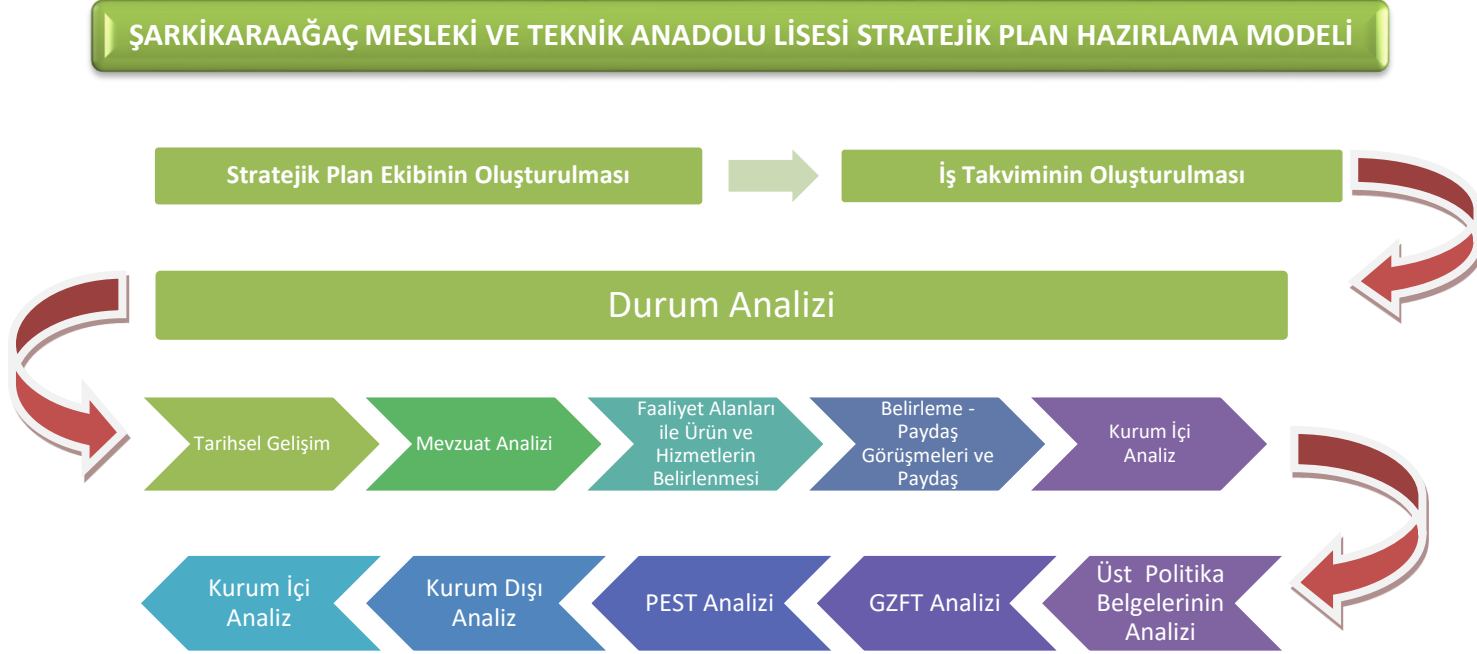 ŞARKİKARAAĞAÇ MESLEKİ VE TEKNİK ANADOLU LİSESİ STRATEJİK PLAN HAZIRLAMA MODELİ
Stratejik Plan Ekibinin Oluşturulması
İş Takviminin Oluşturulması
Durum Analizi
Tarihsel Gelişim
Mevzuat Analizi
Faaliyet Alanları
ile Ürün ve
Hizmetlerin
Belirlenmesi
Belirleme -
Paydaş
Görüşmeleri ve
Paydaş
Kurum İçi
Analiz
Kurum İçi
Analiz
Kurum Dışı
Analiz
PEST Analizi
GZFT Analizi
Üst Politika
Belgelerinin
Analizi